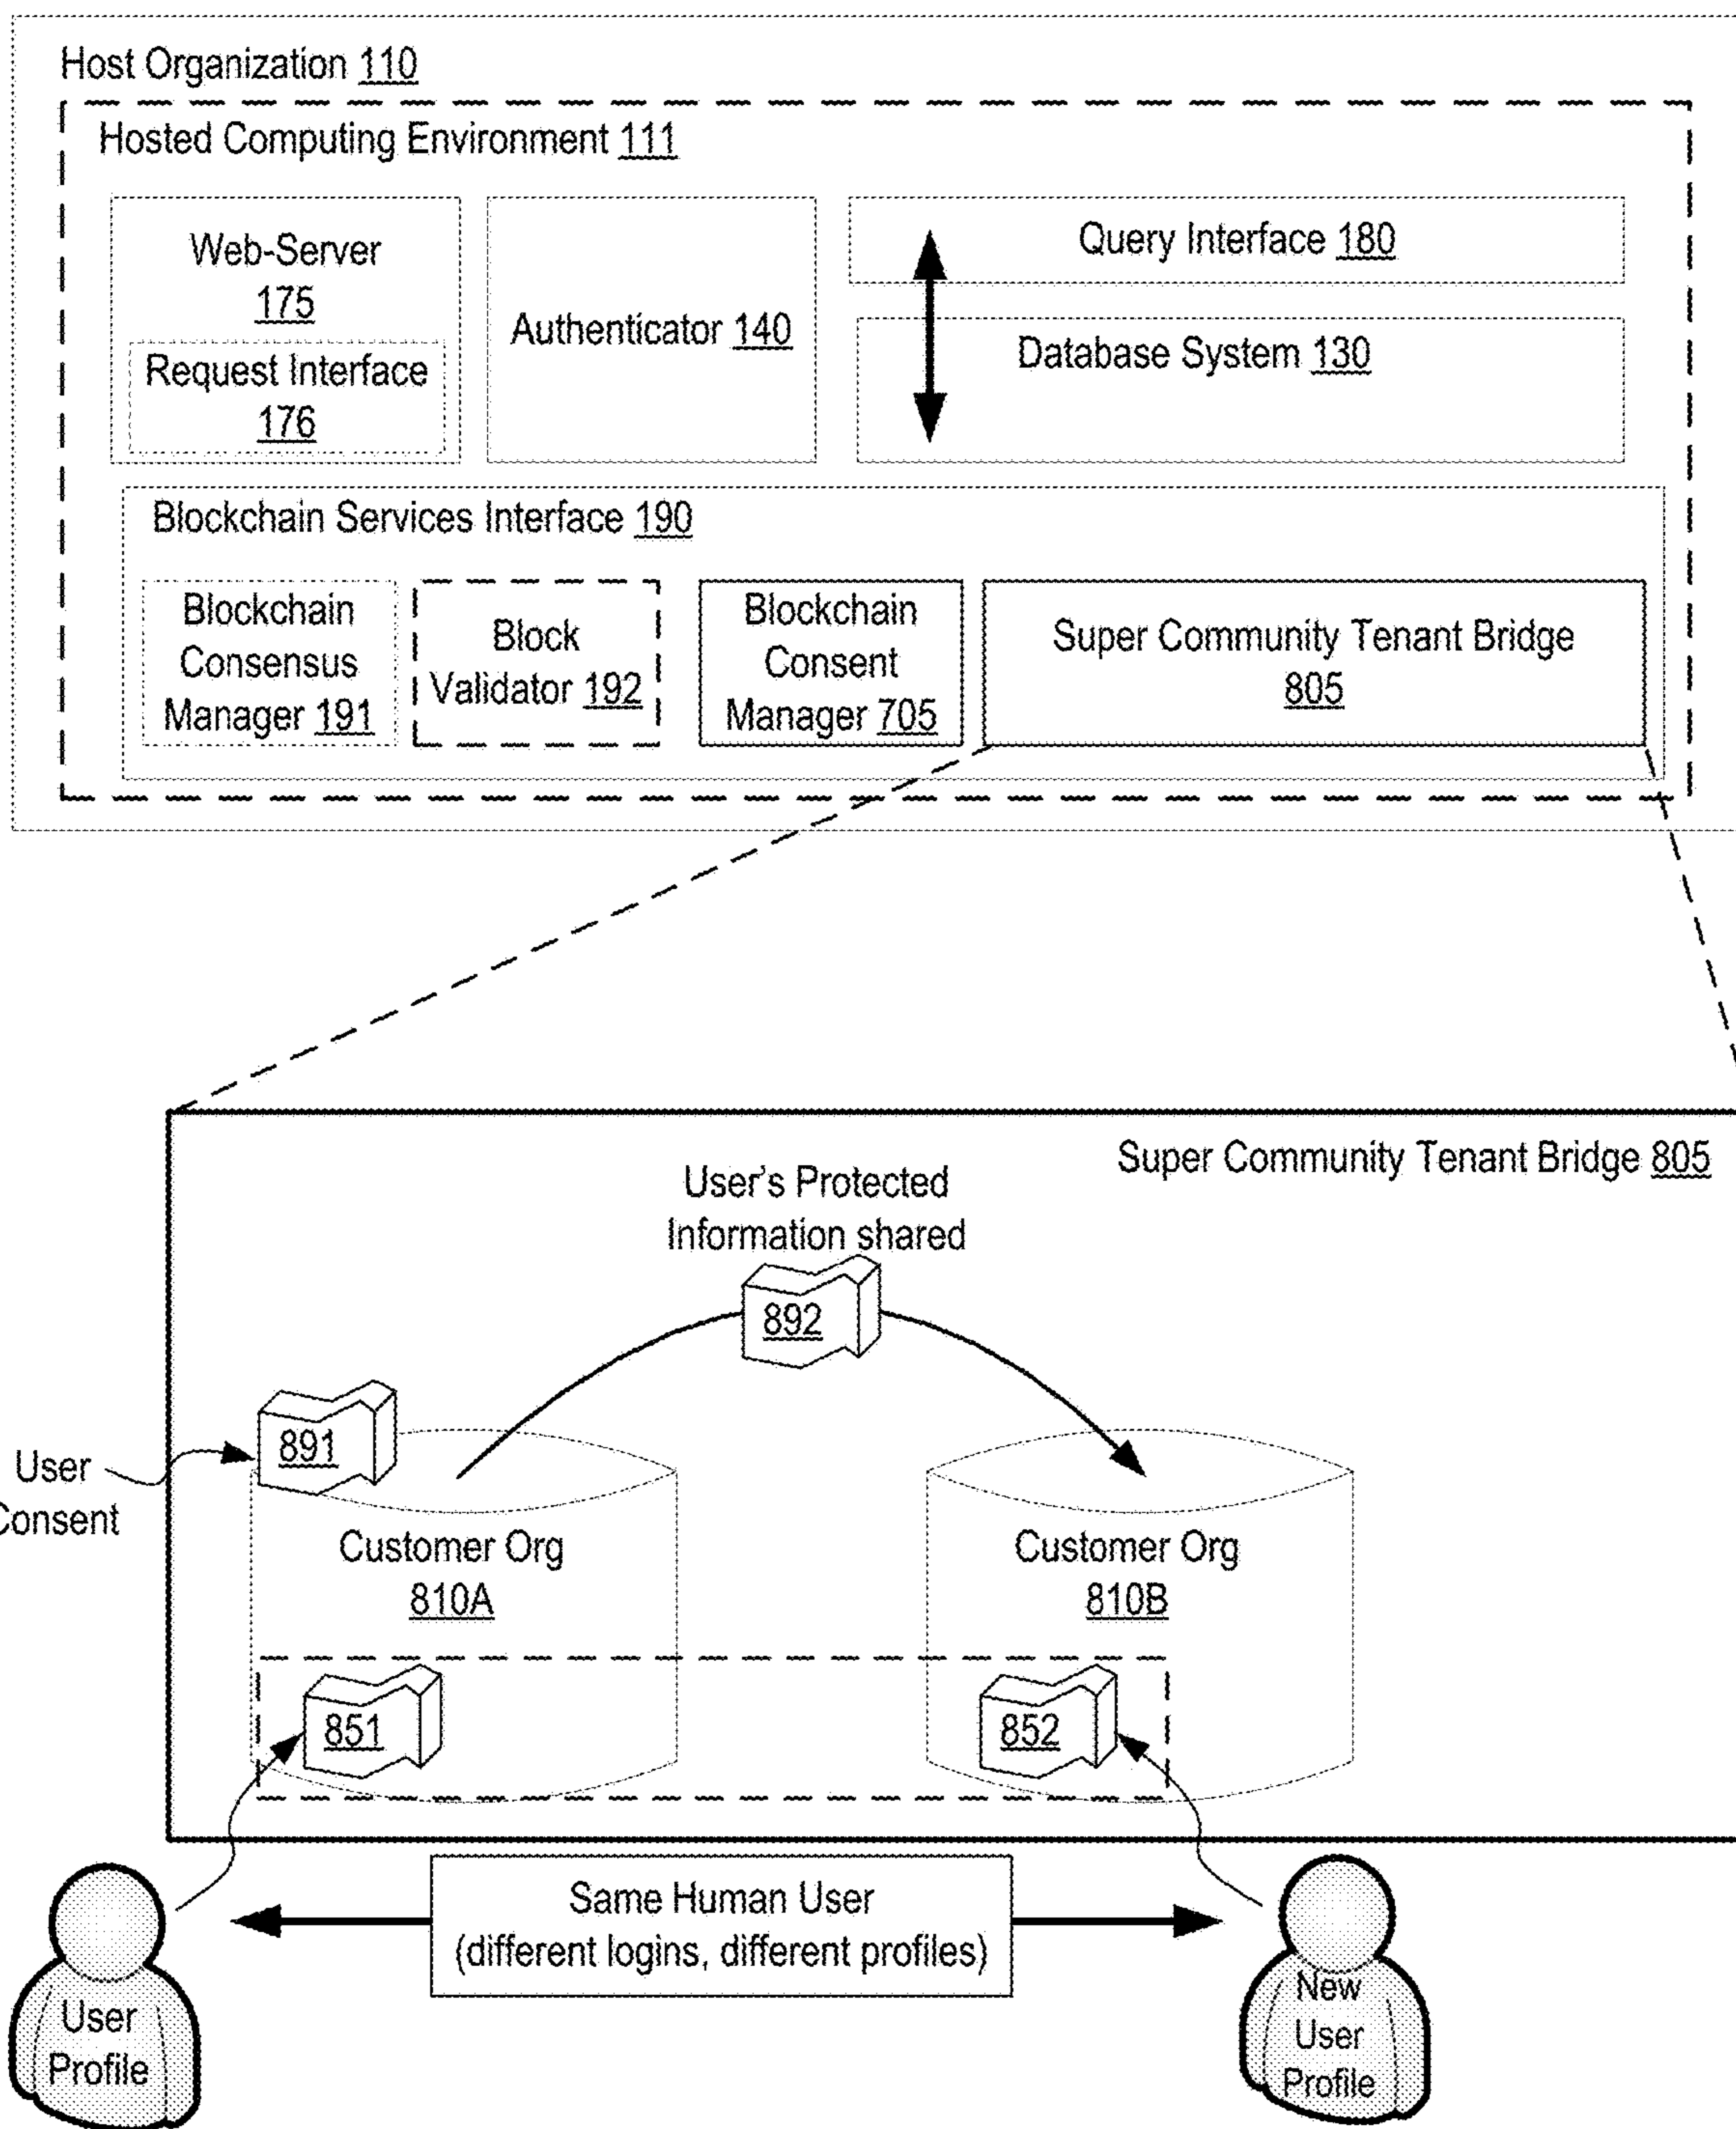 Host Organization 110
Hosted Computing Environment 111
Web-Server
175
Request Interface
176
Authenticator 140
Query Interface 180
Database System 130
Blockchain Services Interface 190
Blockchain
Consensus
Manager 191
Block
Validator 192
Blockchain
Consent
Manager 705
Super Community Tenant Bridge
805
Super Community Tenant Bridge 805
User's Protected
Information shared
892
891
User
Consent
Customer Org
810A
Customer Org
810B
851
852
Same Human User
(different logins, different profiles)
User
Profile
New
User
Profile